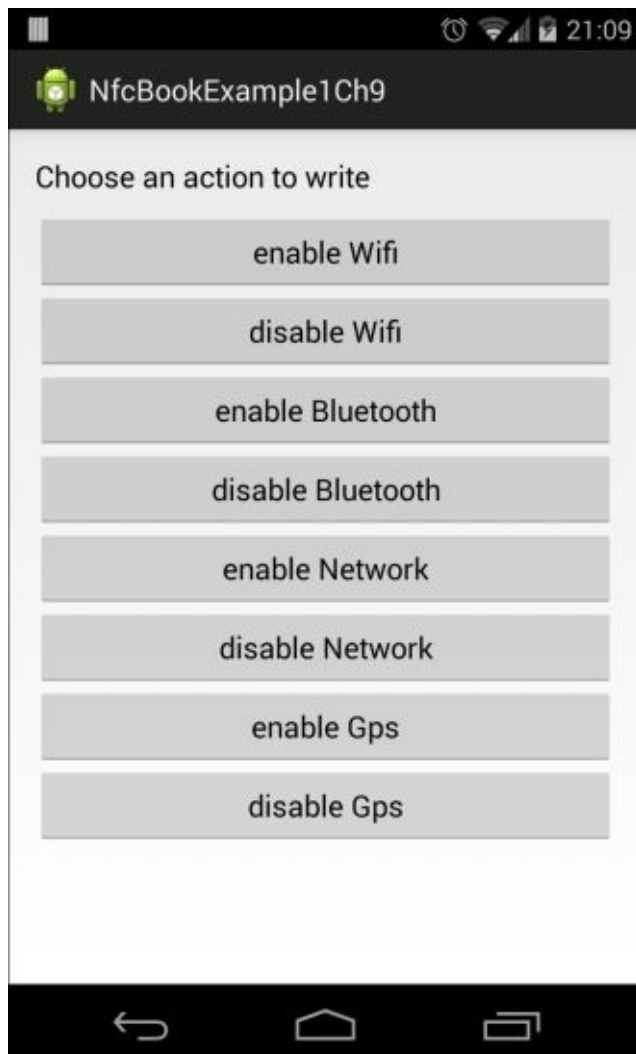 21:09
NfcBookExample1Ch9
Choose an action to write
enable Wifi
disable Wifi
enable Bluetooth
disable Bluetooth
enable Network
disable Network
enable Gps
disable Gps